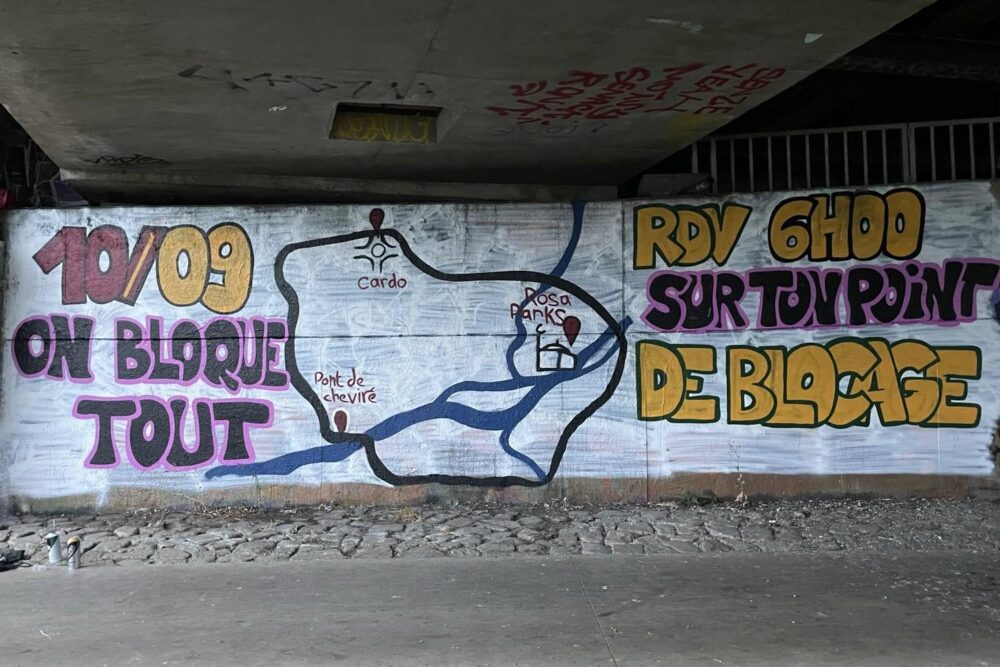 10/09
ON BLOQUE
TOUT
Cardo
Rosa
Parks
Pont de
cheviré
RDV 6H00
SUR TON POINT
DE BLOCAGE